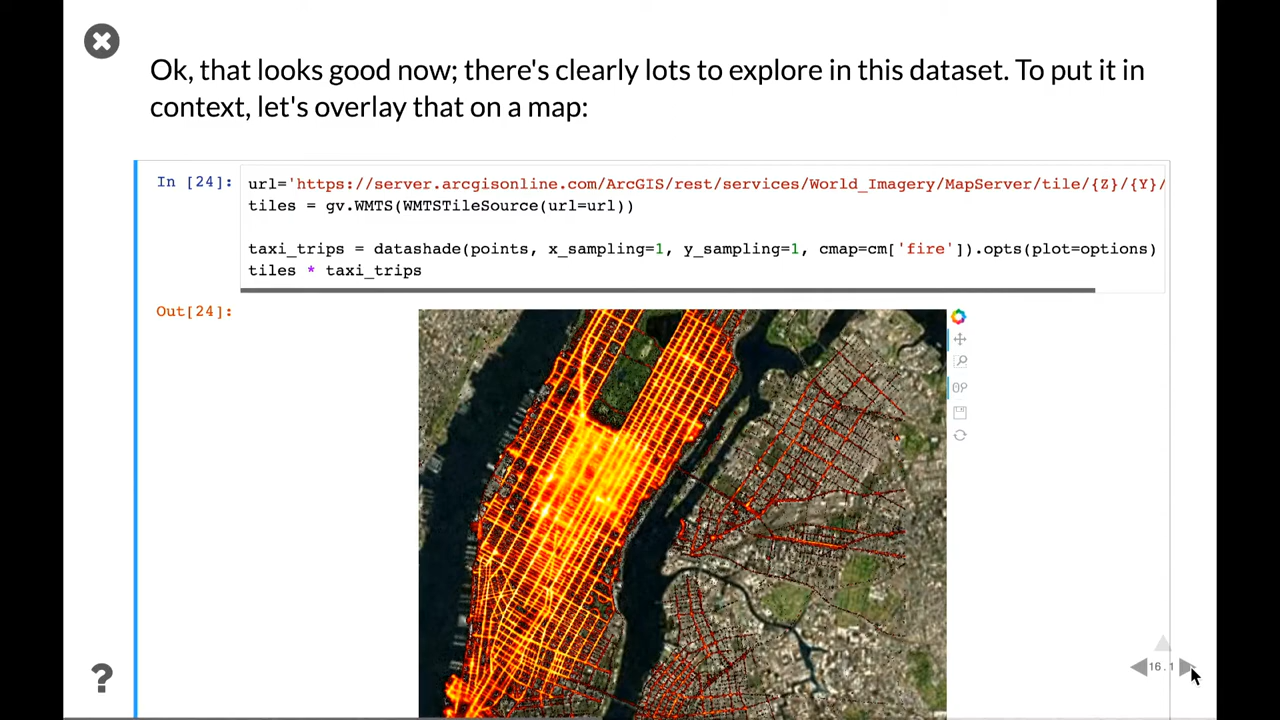 Ok, that looks good now; there's clearly lots to explore in this dataset. To put it in
context, let's overlay that on a map:
In [24]:
url='https://server.arcgisonline.com/ArcGIS/rest/services/World_Imagery/MapServer/tile/{Z}/{Y}/
tiles = gv.WMTS(WMTSTileSource(url=url))
taxi_trips = datashade(points, x_sampling=1, y_sampling=1, cmap=cm['fire']).opts(plot=options)
tiles * taxi_trips
Out[24]:
16.1
?